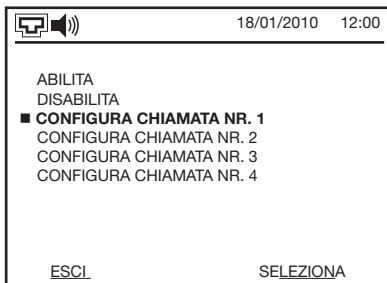 18/01/2010 12:00
ABILITA
DISABILITA
CONFIGURA CHIAMATA NR. 1
CONFIGURA CHIAMATA NR. 2
CONFIGURA CHIAMATA NR. 3
CONFIGURA CHIAMATA NR. 4
ESCI SELEZIONA